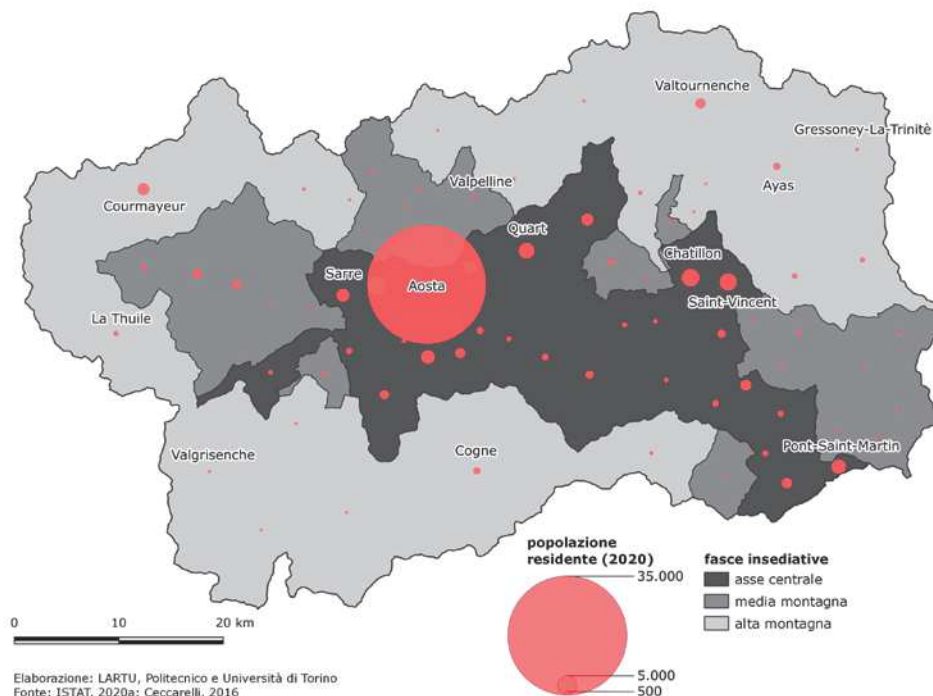 Valtournenche
Gressoney-La-Trinitè
Valpelline
Ayas
Courmayeur
Quart
Chatillon
Sarre
Aosta
Saint-Vincent
La Thuile
Valgrisenche
Cogne
Pont-Saint-Martin
popolazione
residente (2020)
35.000
5.000
500
fasce insediative
asse centrale
media montagna
alta montagna
0 10 20 km
Elaborazione: LARTU, Politecnico e Università di Torino
Fonte: ISTAT, 2020a; Ceccarelli, 2016